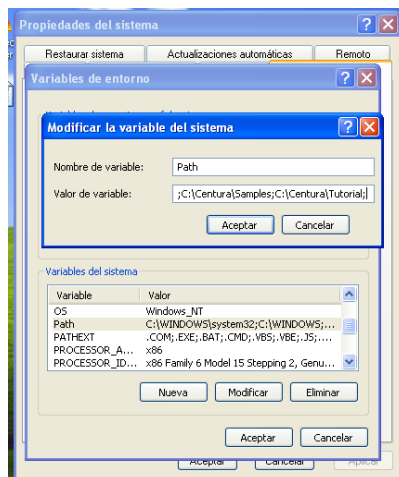 Propiedades del sistema
Restaurar sistema Actualizaciones automáticas Remoto
Variables de entorno
Modificar la variable del sistema
Nombre de variable: Path
Valor de variable: ;C:\Centura\Samples;C:\Centura\Tutorial;
Aceptar Cancelar
Variables del sistema
Variable Valor
OS Windows_NT
Path C:\WINDOWS\system32;C:\WINDOWS;...
PATHEXT .COM;.EXE;.BAT;.CMD;.VBS;.VBE;.JS;....
PROCESSOR_A... x86
PROCESSOR_ID... x86 Family 6 Model 15 Stepping 2, Genu...
Nueva Modificar Eliminar
Aceptar Cancelar
Aceptar Cancelar Aplicar